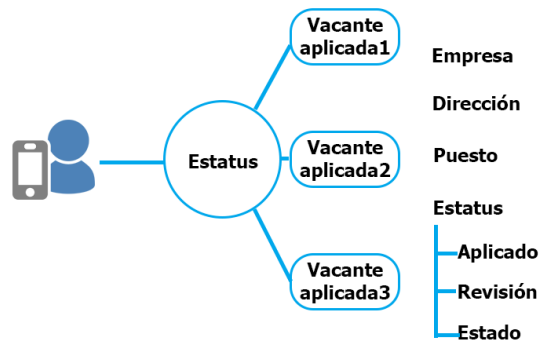 Vacante
aplicada1
Empresa
Dirección
Estatus
Vacante
aplicada2
Puesto
Estatus
Vacante
aplicada3
Aplicado
Revisión
Estado